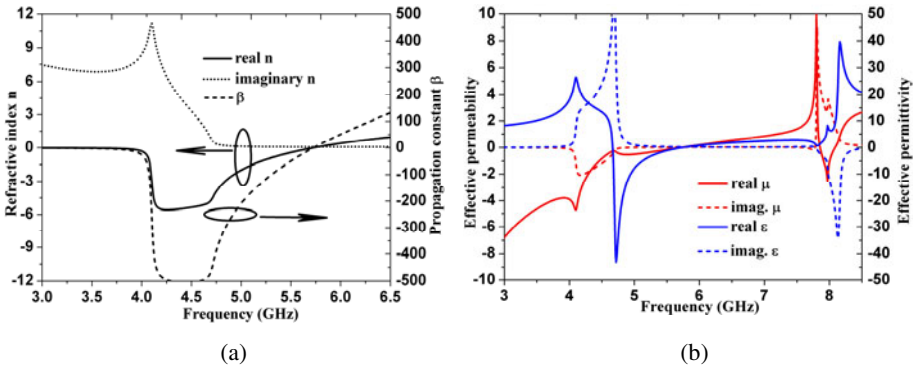 12
9
6
3
0
-3
-6
-9
-12
Refractive index n
500
400
300
200
100
0
-100
-200
-300
-400
-500
Propagation constant β
real n
imaginary n
β
3.0 3.5 4.0 4.5 5.0 5.5 6.0 6.5
Frequency (GHz)
(a)
10
8
6
4
2
0
-2
-4
-6
-8
-10
Effective permeability
50
40
30
20
10
0
-10
-20
-30
-40
-50
Effective permittivity
real μ
imag. μ
real ε
imag. ε
3 4 5 6 7 8
Frequency (GHz)
(b)